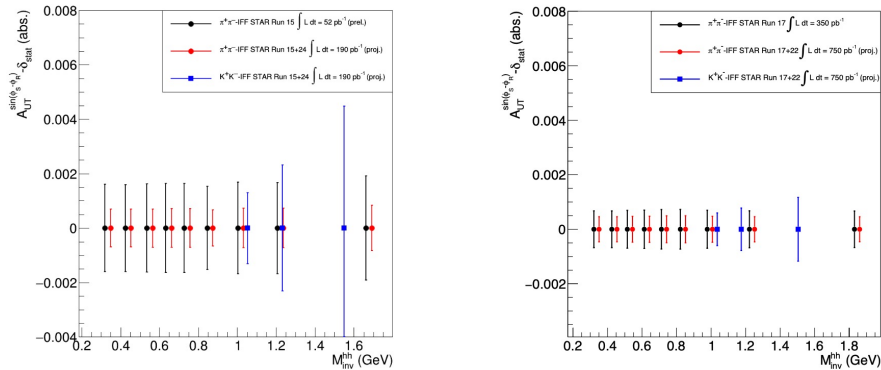 A_UT^sin(φ_S-φ_R)-δ_stat (abs.)
0.008
0.006
0.004
0.002
0
−0.002
−0.004
π⁺π⁻-IFF STAR Run 15 ∫ L dt = 52 pb⁻¹ (prel.)
π⁺π⁻-IFF STAR Run 15+24 ∫ L dt = 190 pb⁻¹ (proj.)
K⁺K⁻-IFF STAR Run 15+24 ∫ L dt = 190 pb⁻¹ (proj.)
0.2 0.4 0.6 0.8 1 1.2 1.4 1.6
M_inv^hh (GeV)
A_UT^sin(φ_S-φ_R)-δ_stat (abs.)
0.008
0.006
0.004
0.002
0
−0.002
π⁺π⁻-IFF STAR Run 17 ∫ L dt = 350 pb⁻¹
π⁺π⁻-IFF STAR Run 17+22 ∫ L dt = 750 pb⁻¹ (proj.)
K⁺K⁻-IFF STAR Run 17+22 ∫ L dt = 750 pb⁻¹ (proj.)
0.2 0.4 0.6 0.8 1 1.2 1.4 1.6 1.8
M_inv^hh (GeV)